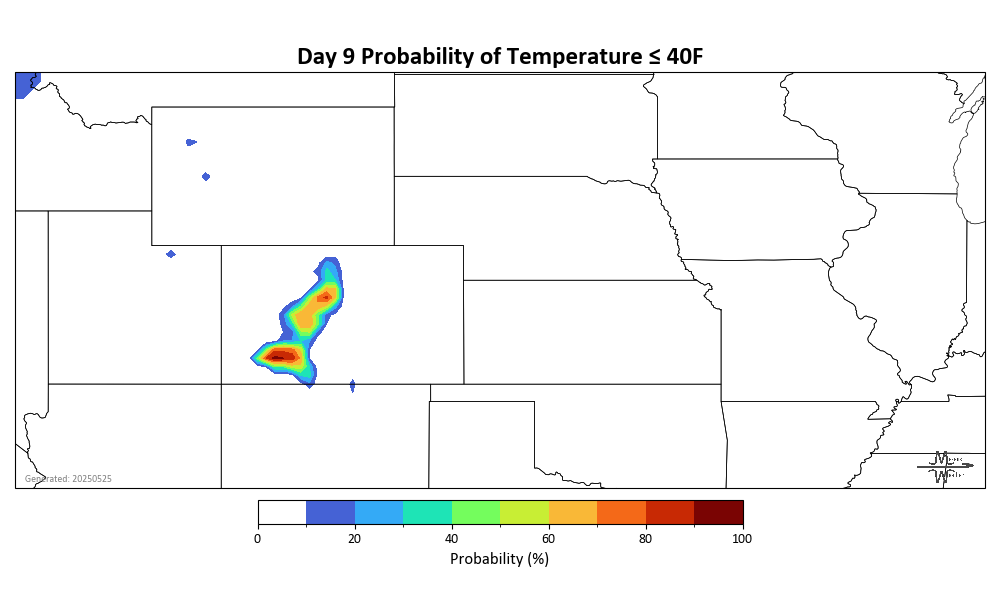 Day 9 Probability of Temperature ≤ 40F
Generated: 20250525
0 20 40 60 80 100
Probability (%)